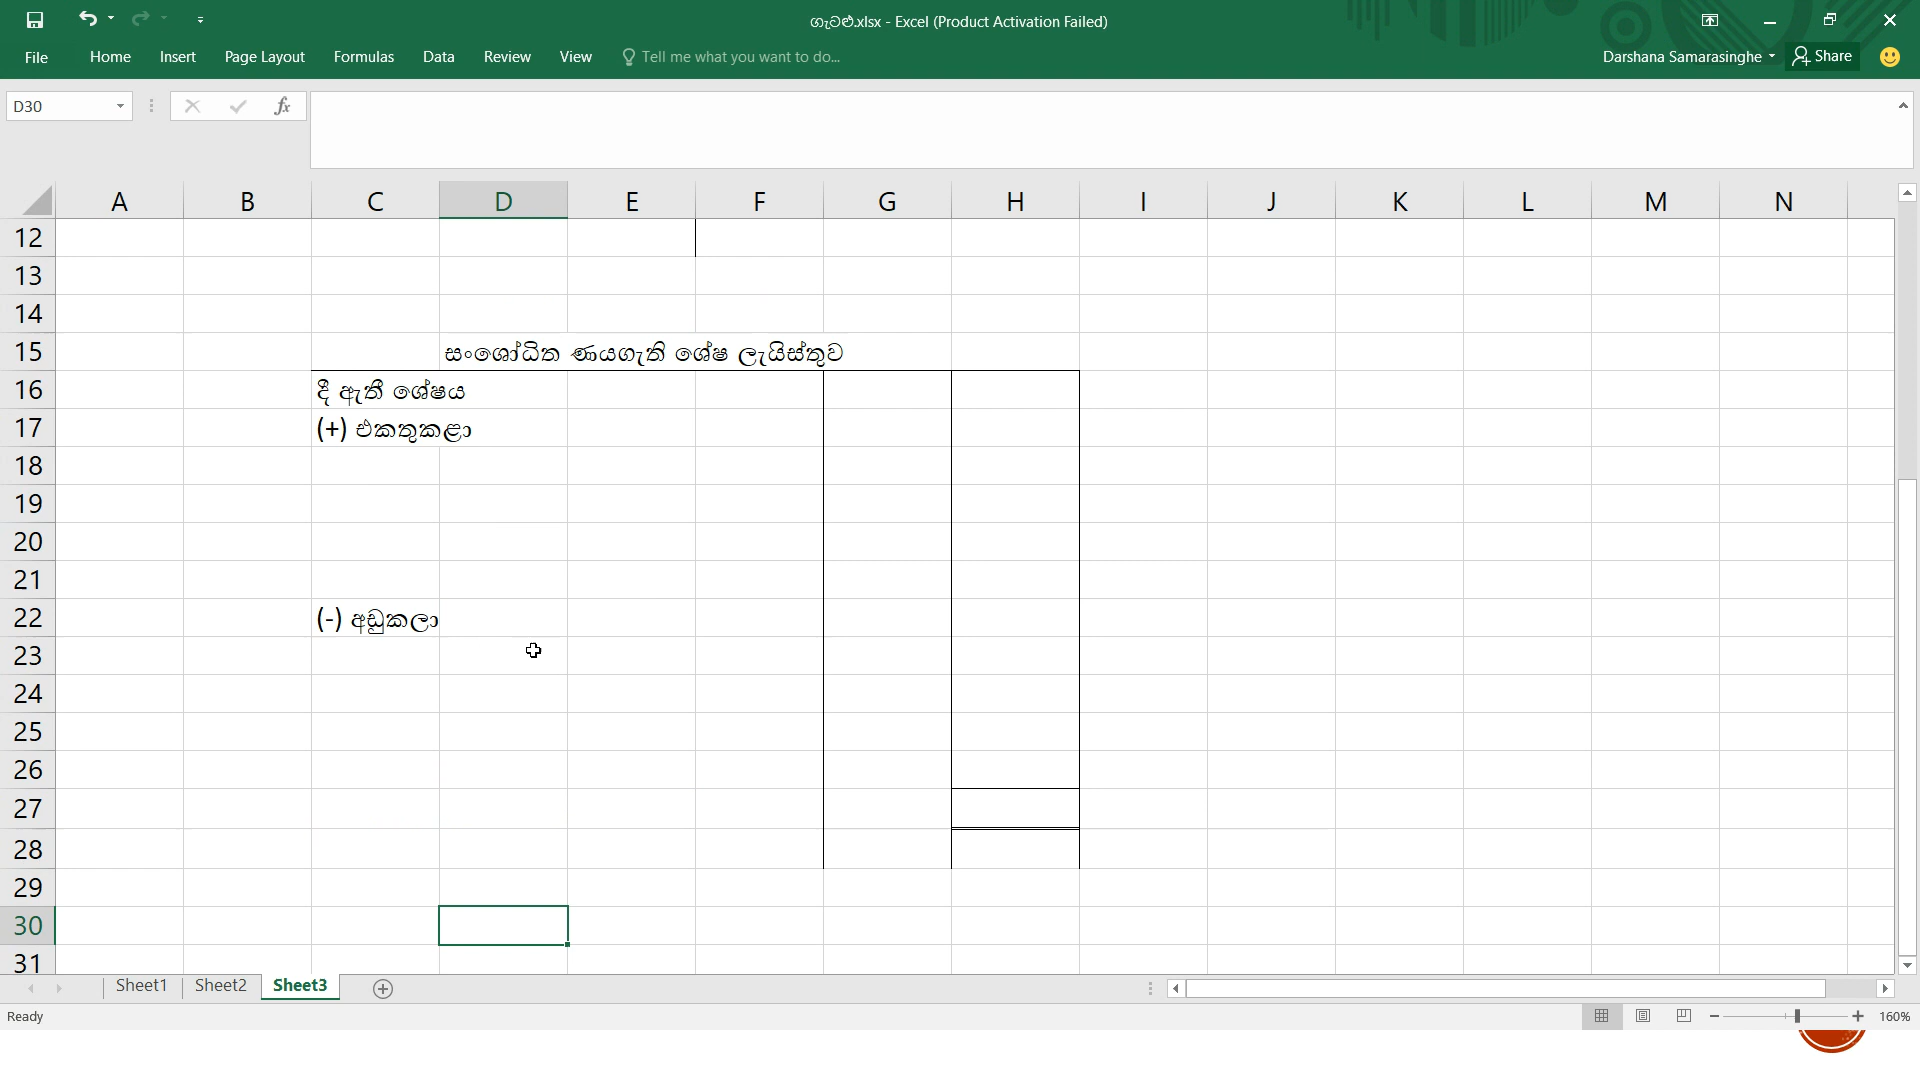 ගැටළු.xlsx - Excel (Product Activation Failed)
File Home Insert Page Layout Formulas Data Review View Tell me what you want to do... Darshana Samarasinghe Share
D30 fx
A B C D E F G H I J K L M N
12
13
14
15 සංශෝධිත ණයගැති ශේෂ ලැයිස්තුව
16 දී ඇතී ශේෂය
17 (+) එකතුකළා
18
19
20
21
22 (-) අඩුකලා
23
24
25
26
27
28
29
30
31
Sheet1 Sheet2 Sheet3
Ready 160%